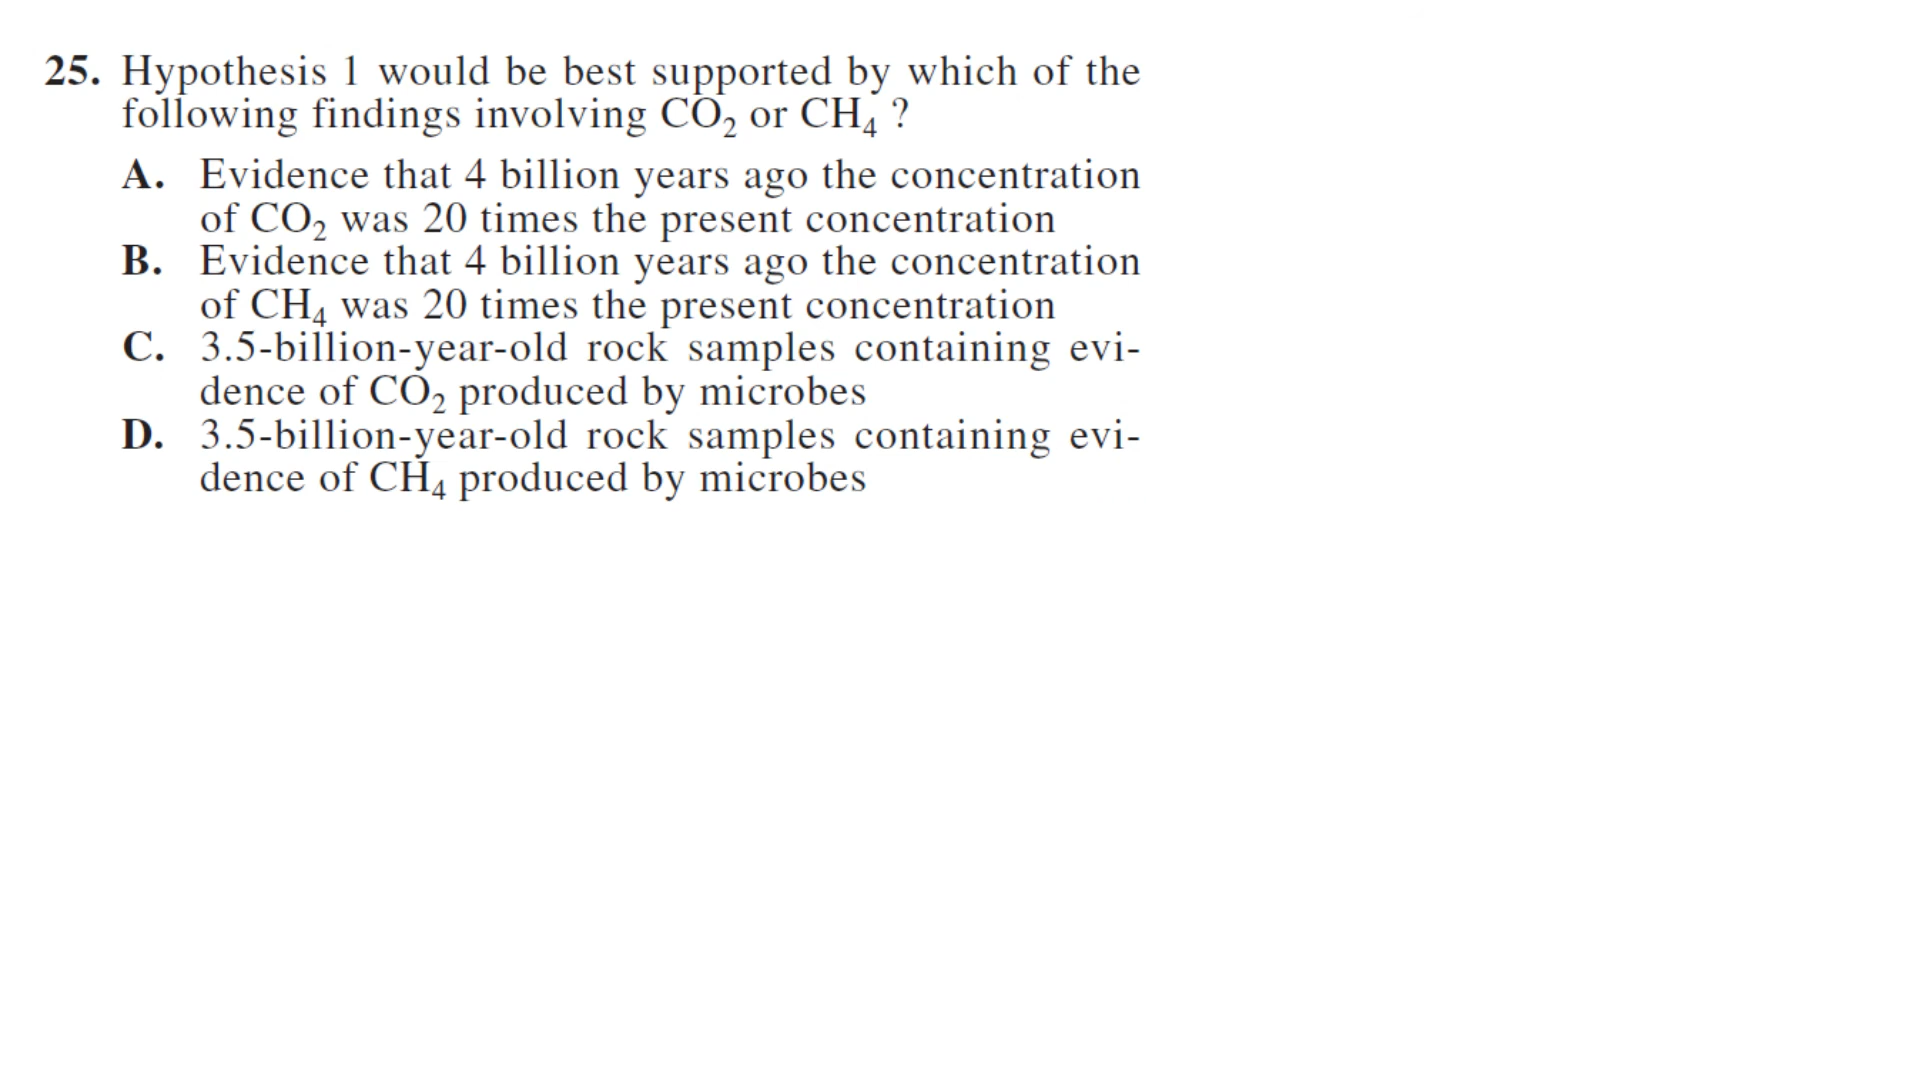 25. Hypothesis 1 would be best supported by which of the
following findings involving CO₂ or CH₄ ?
A. Evidence that 4 billion years ago the concentration
of CO₂ was 20 times the present concentration
B. Evidence that 4 billion years ago the concentration
of CH₄ was 20 times the present concentration
C. 3.5-billion-year-old rock samples containing evi-
dence of CO₂ produced by microbes
D. 3.5-billion-year-old rock samples containing evi-
dence of CH₄ produced by microbes